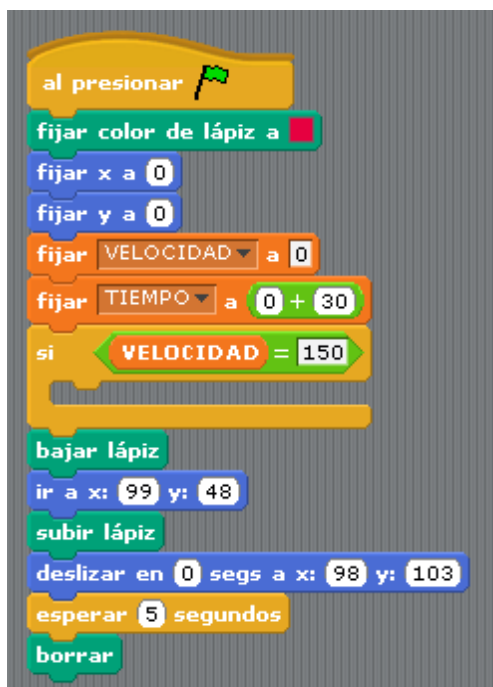 al presionar
fijar color de lápiz a
fijar x a 0
fijar y a 0
fijar VELOCIDAD a 0
fijar TIEMPO a 0 + 30
si VELOCIDAD = 150
bajar lápiz
ir a x: 99 y: 48
subir lápiz
deslizar en 0 segs a x: 98 y: 103
esperar 5 segundos
borrar